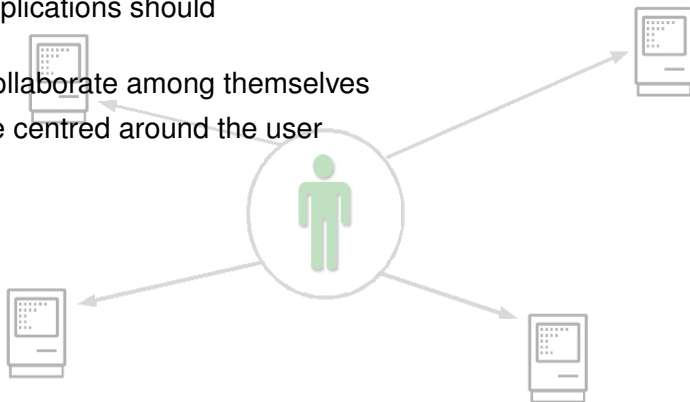 plications should
ollaborate among themselves
e centred around the user